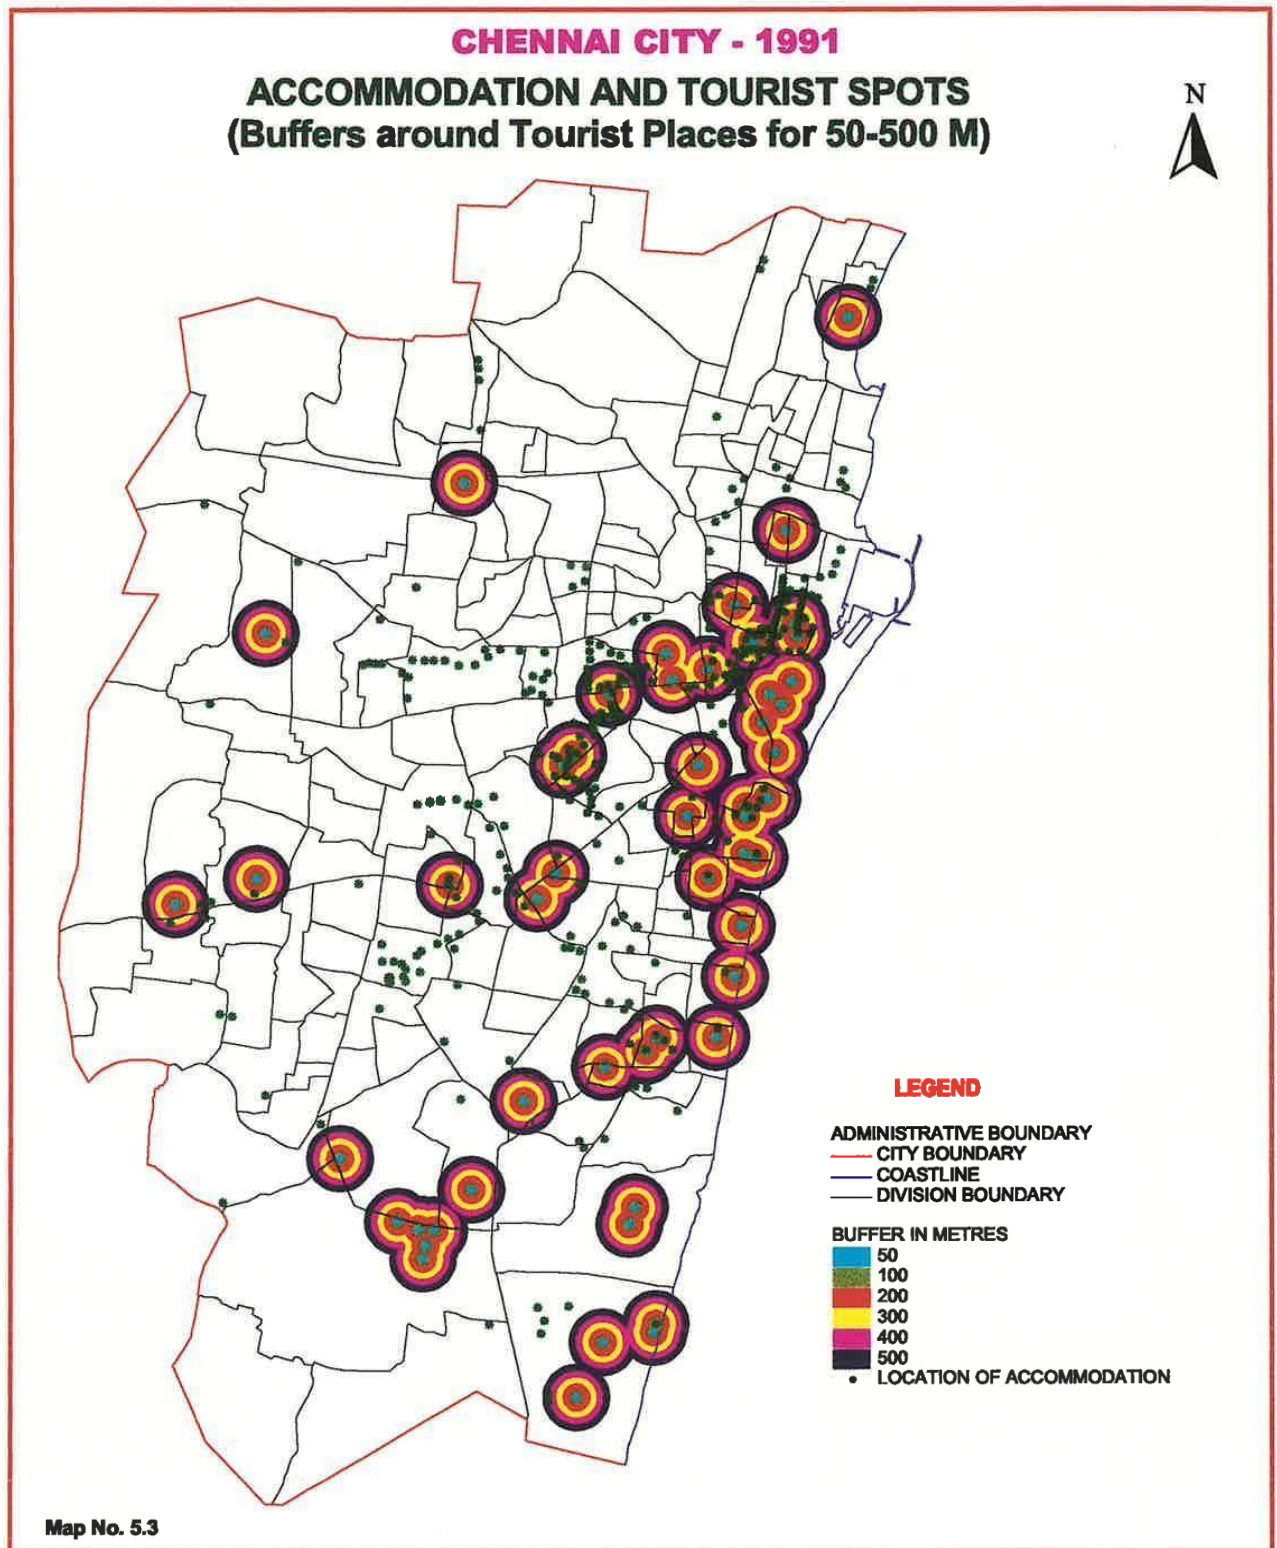 CHENNAI CITY - 1991
ACCOMMODATION AND TOURIST SPOTS
(Buffers around Tourist Places for 50-500 M)
N
LEGEND
ADMINISTRATIVE BOUNDARY
CITY BOUNDARY
COASTLINE
DIVISION BOUNDARY
BUFFER IN METRES
50
100
200
300
400
500
LOCATION OF ACCOMMODATION
Map No. 5.3